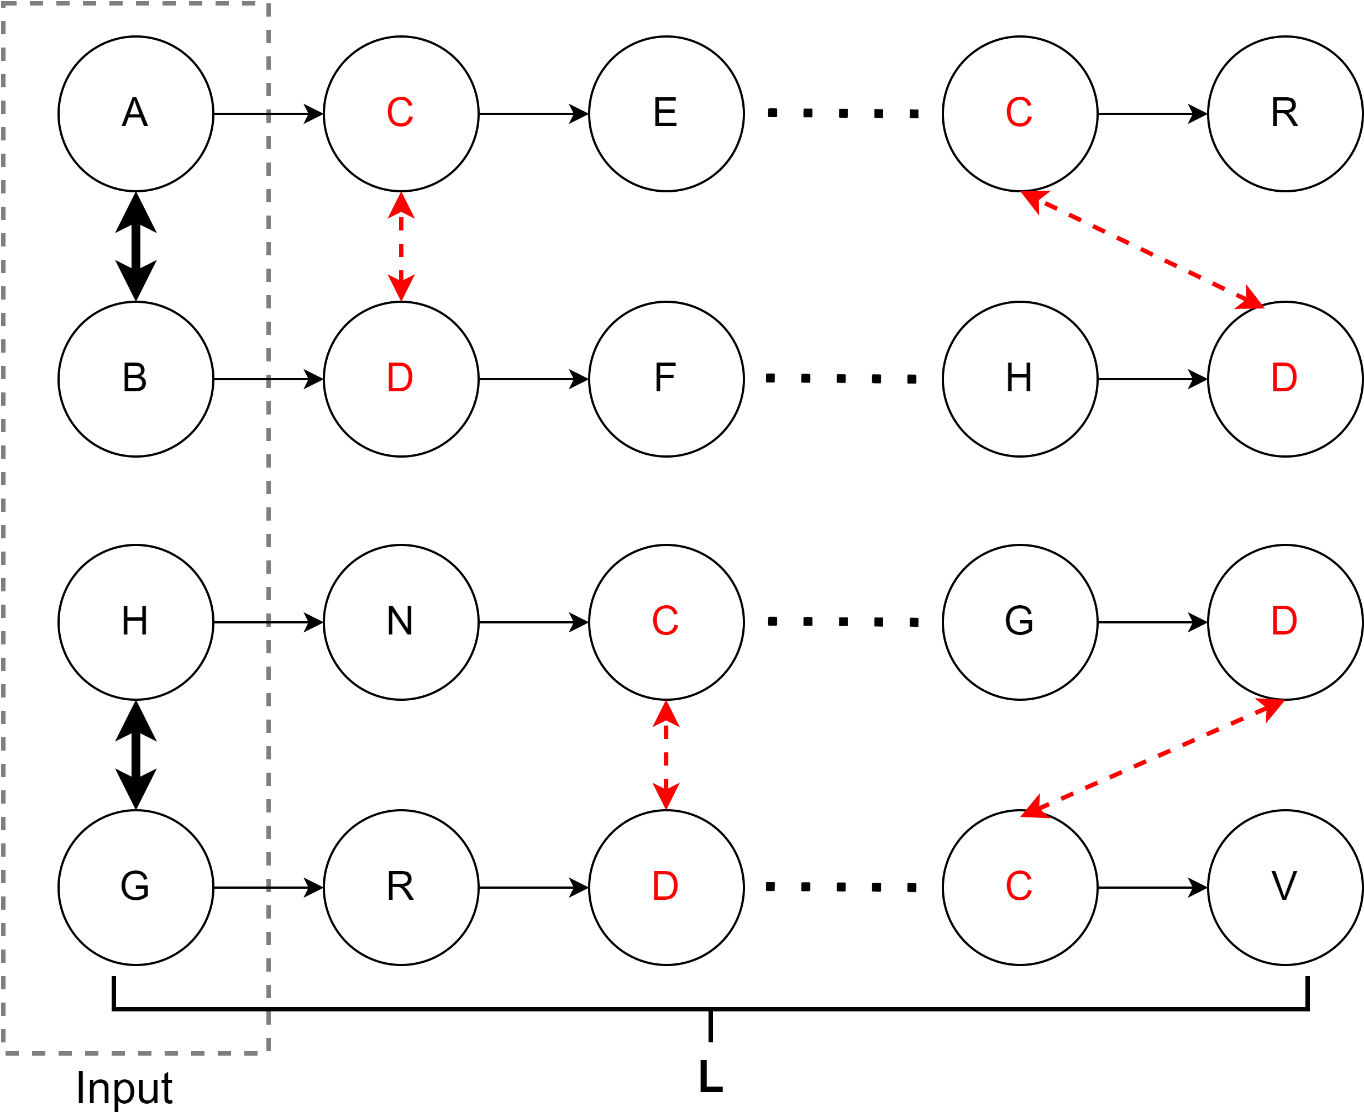 A C E C R
B D F H D
H N C G D
G R D C V
L
Input